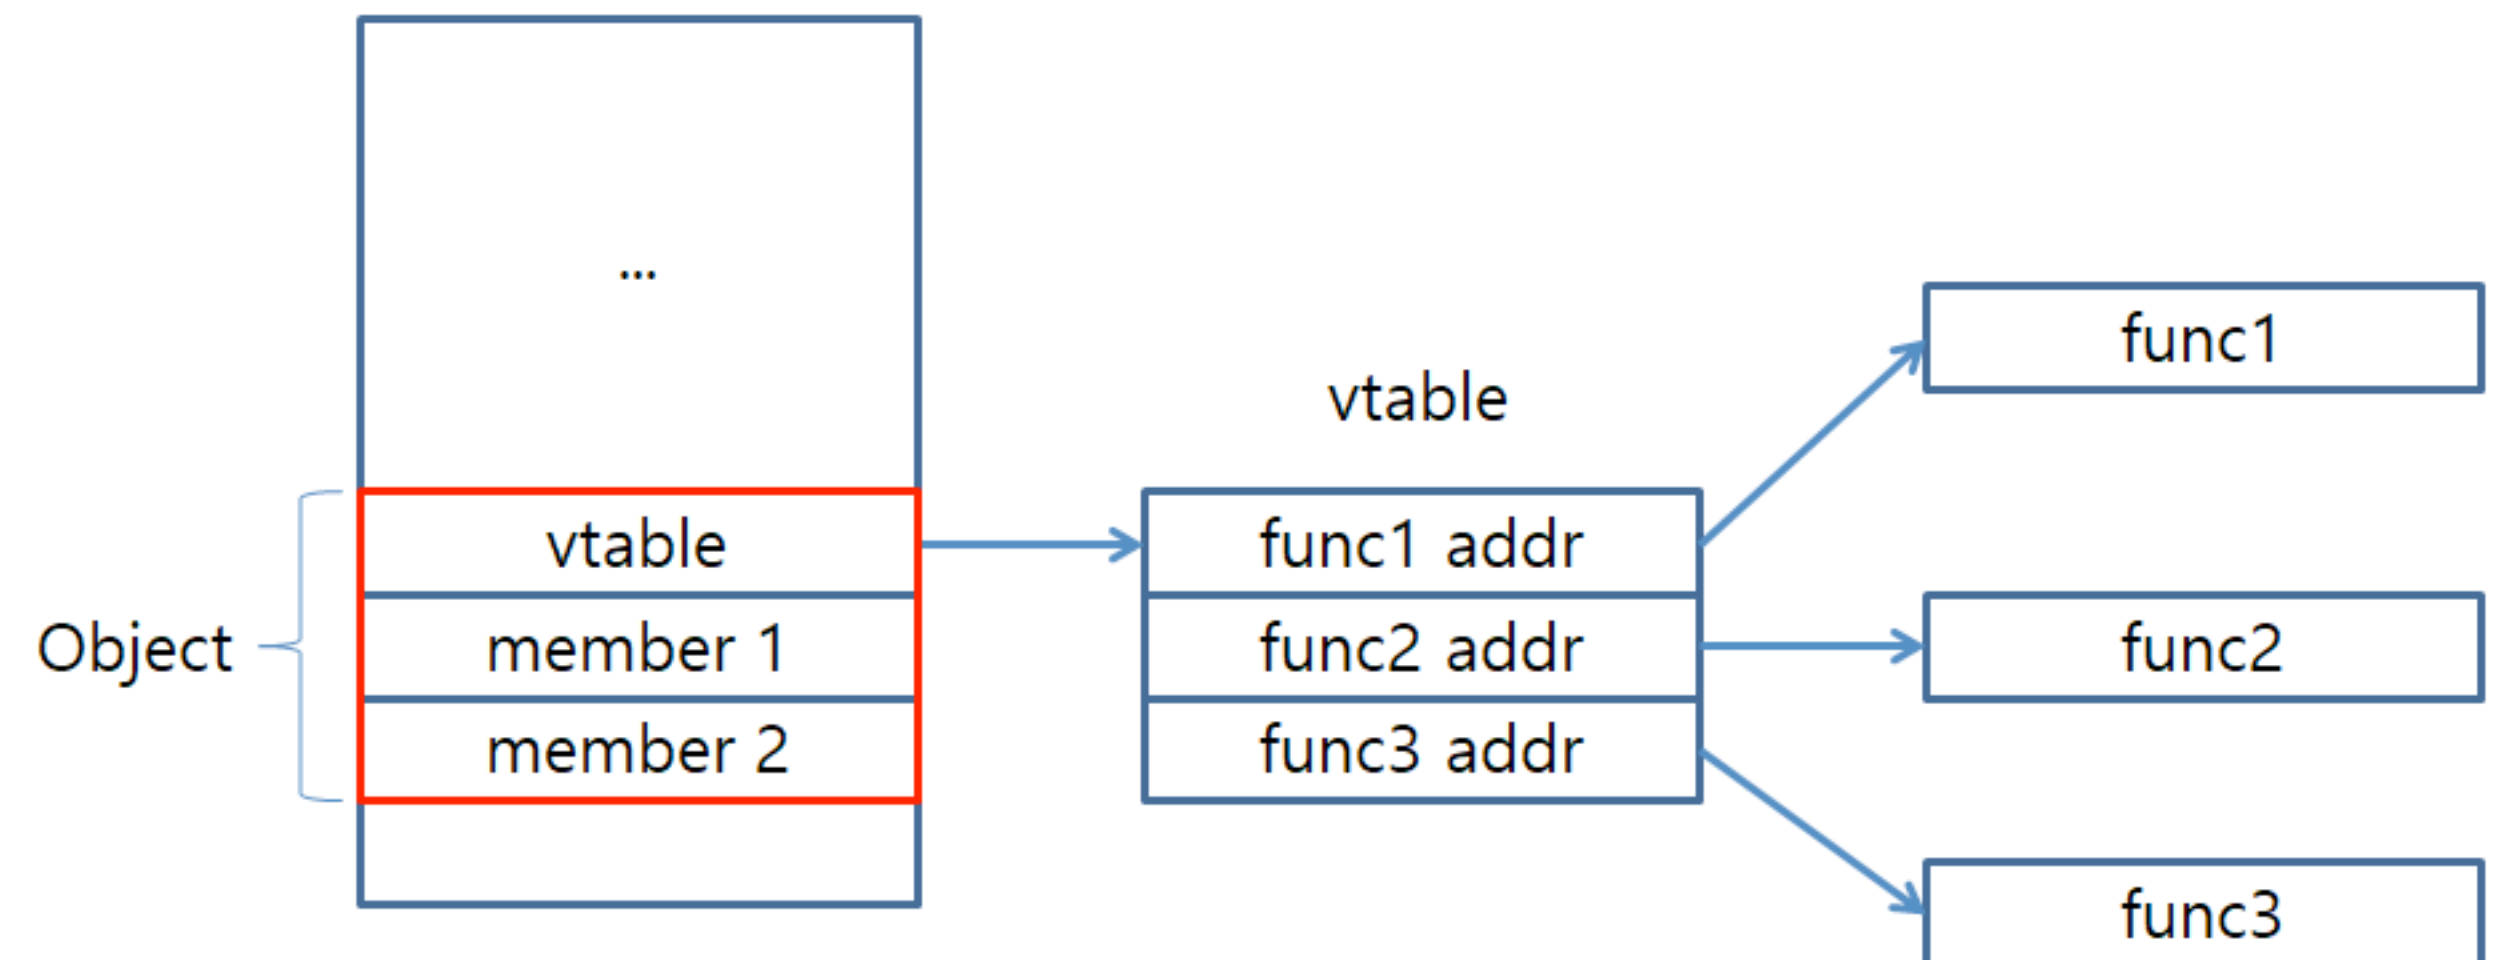 ...
func1
vtable
vtable
func1 addr
Object
member 1
func2 addr
func2
member 2
func3 addr
func3